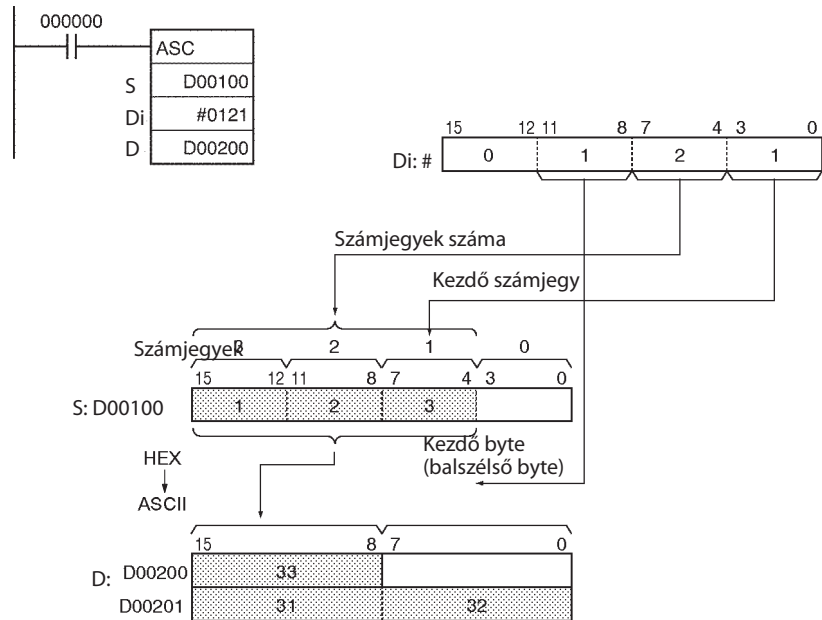 000000
ASC
S D00100
Di #0121
D D00200
15 12 11 8 7 4 3 0
Di: # 0 1 2 1
Számjegyek száma
Kezdő számjegy
Számjegyek 3 2 1 0
15 12 11 8 7 4 3 0
S: D00100 1 2 3
Kezdő byte
(balszélső byte)
HEX
ASCII
15 8 7 0
D: D00200 33
D00201 31 32